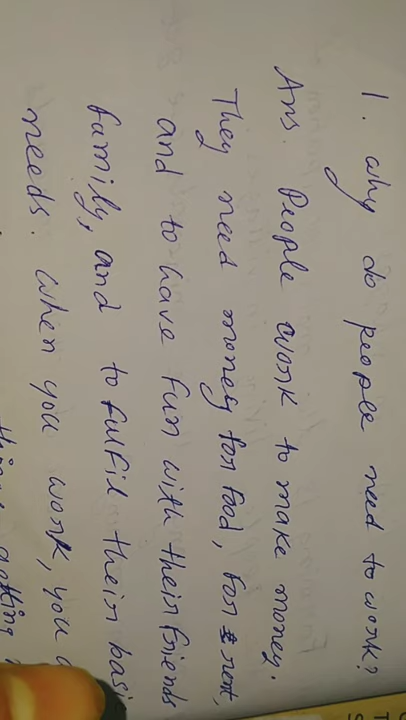 1. why do people need to work?
Ans. People work to make money.
They need money for food, for rent,
and to have fun with their friends
family, and to fulfil their
needs. when you work, you
things